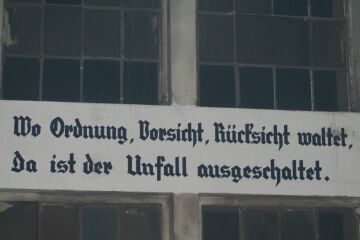 Wo Ordnung, Vorsicht, Rücksicht waltet,
Da ist der Unfall ausgeschaltet.